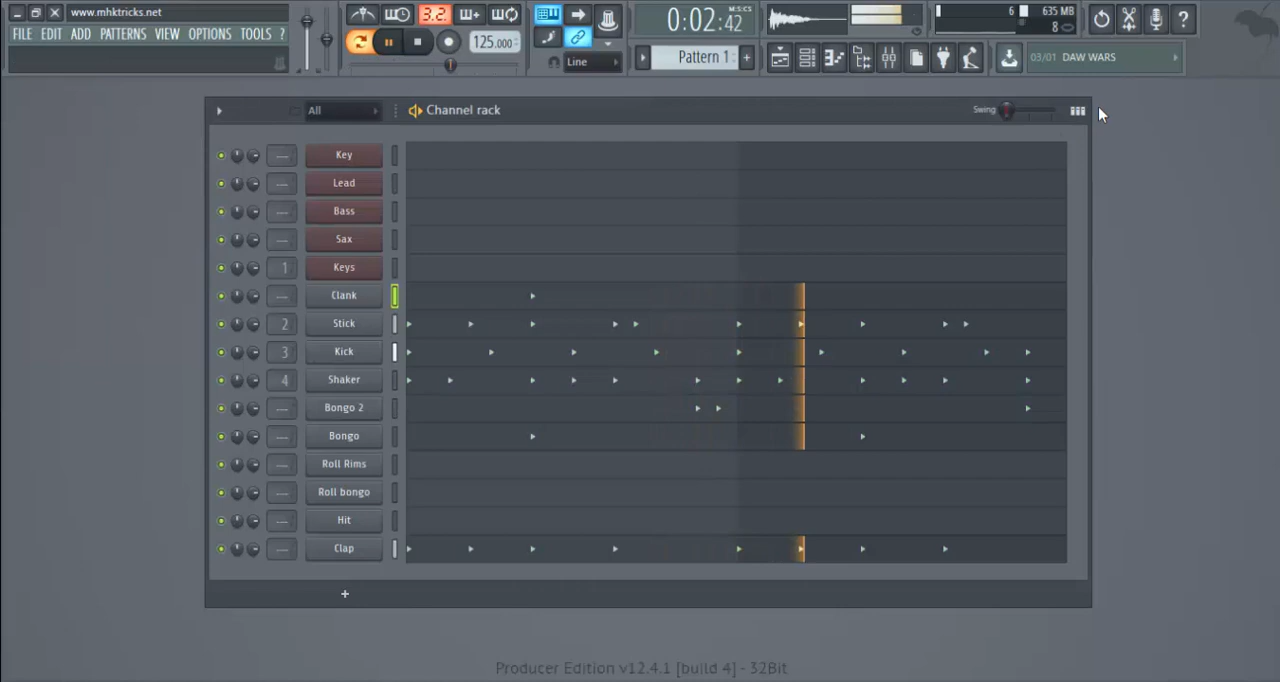 www.mhktricks.net
FILE EDIT ADD PATTERNS VIEW OPTIONS TOOLS ?
3.2.
125.000
Line
0:02:42
M:S:CS
Pattern 1
+
6
635 MB
8
?
03/01 DAW WARS
All
Channel rack
Swing
Key
Lead
Bass
Sax
1 Keys
Clank
2 Stick
3 Kick
4 Shaker
Bongo 2
Bongo
Roll Rims
Roll bongo
Hit
Clap
+
Producer Edition v12.4.1 [build 4] - 32Bit